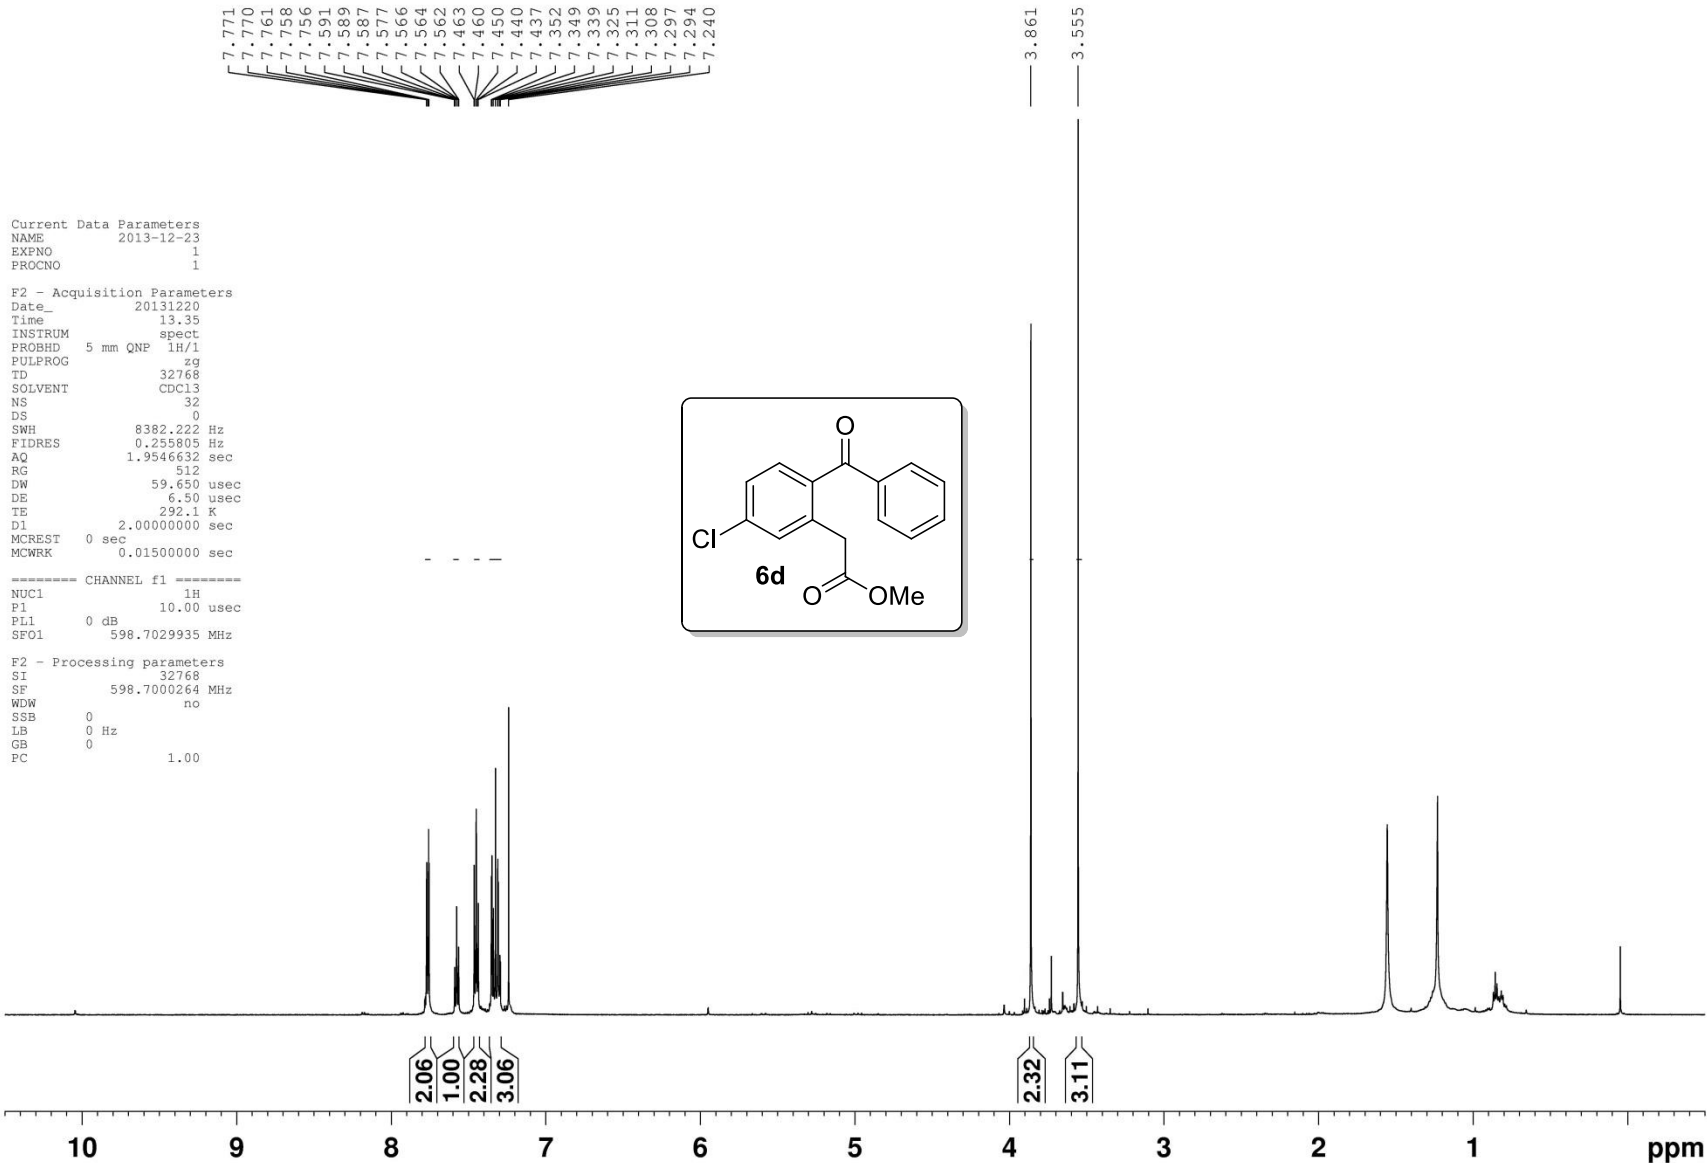 7.771
7.770
7.761
7.758
7.756
7.591
7.589
7.587
7.577
7.566
7.564
7.562
7.463
7.460
7.450
7.440
7.437
7.352
7.349
7.339
7.325
7.311
7.308
7.297
7.294
7.240
3.861
3.555
Current Data Parameters
NAME 2013-12-23
EXPNO 1
PROCNO 1
F2 - Acquisition Parameters
Date_ 20131220
Time 13.35
INSTRUM spect
PROBHD 5 mm QNP 1H/1
PULPROG zg
TD 32768
SOLVENT CDCl3
NS 32
DS 0
SWH 8382.222 Hz
FIDRES 0.255805 Hz
AQ 1.9546632 sec
RG 512
DW 59.650 usec
DE 6.50 usec
TE 292.1 K
D1 2.00000000 sec
MCREST 0 sec
MCWRK 0.01500000 sec
======== CHANNEL f1 ========
NUC1 1H
P1 10.00 usec
PL1 0 dB
SFO1 598.7029935 MHz
F2 - Processing parameters
SI 32768
SF 598.7000264 MHz
WDW no
SSB 0
LB 0 Hz
GB 0
PC 1.00
O
Cl
6d
O OMe
2.06 1.00 2.28 3.06 2.32 3.11
10 9 8 7 6 5 4 3 2 1 ppm